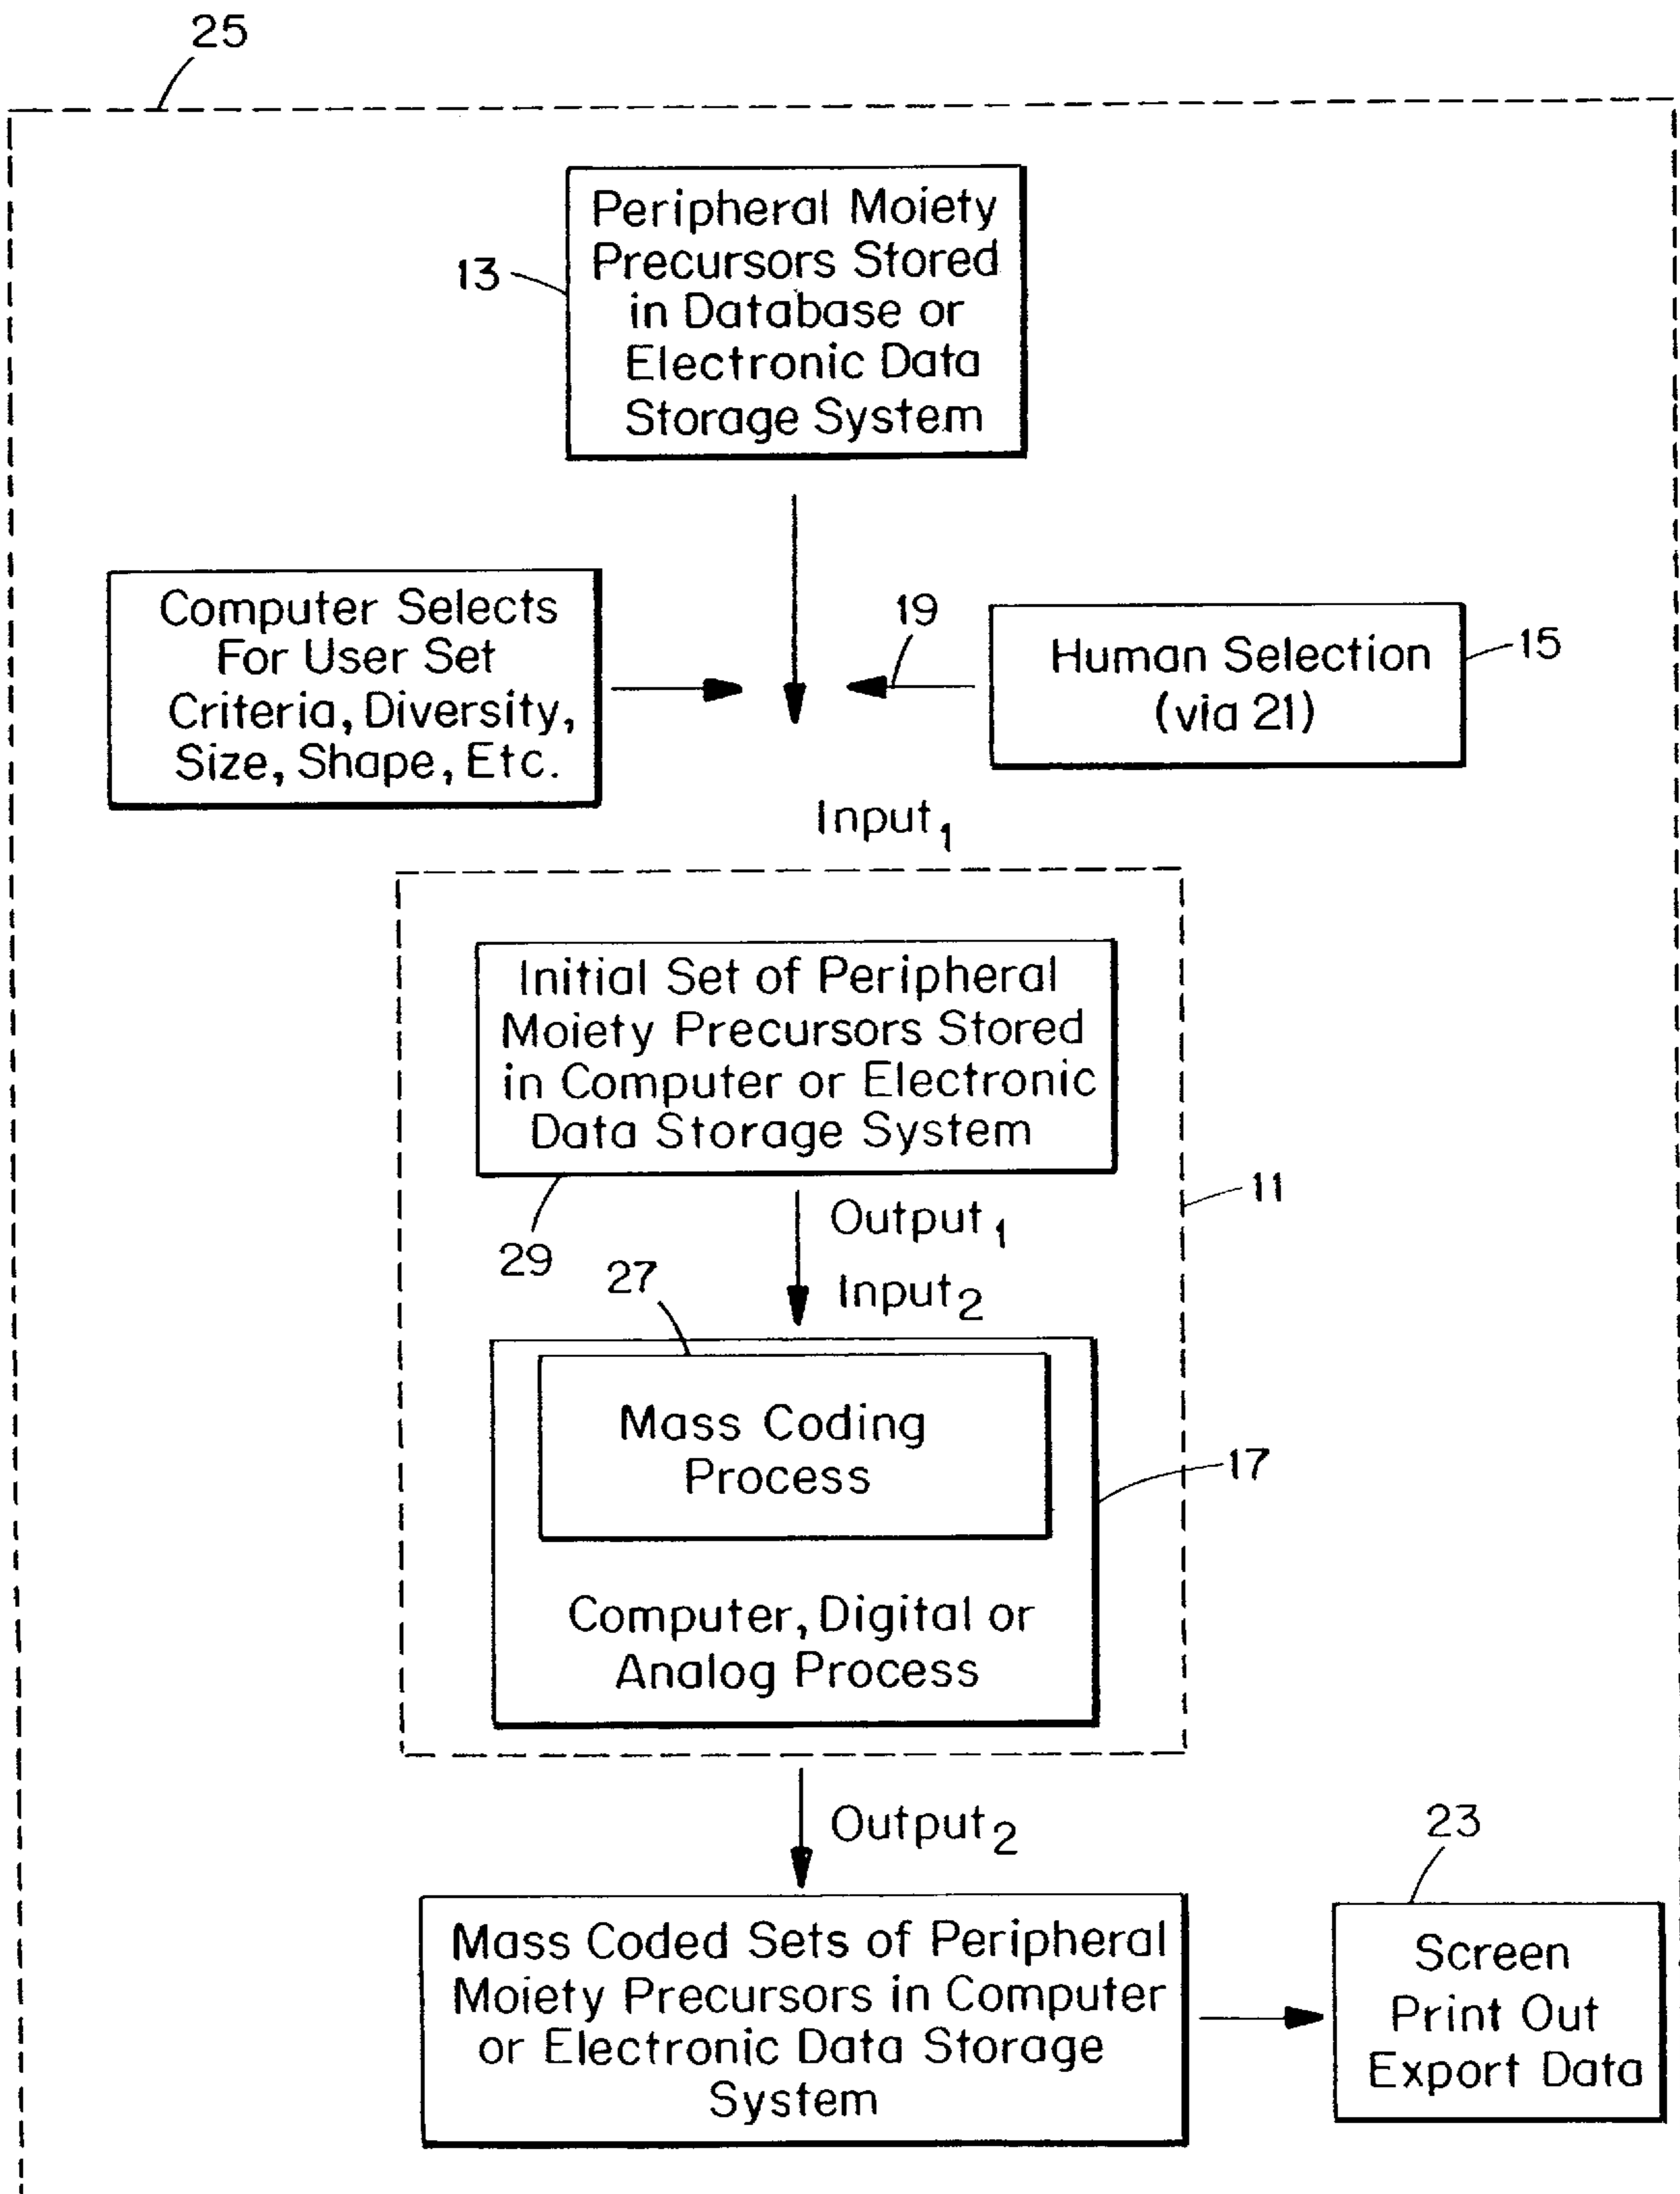 25
Peripheral Moiety
Precursors Stored
in Database or
Electronic Data
Storage System
13
Computer Selects
For User Set
Criteria, Diversity,
Size, Shape, Etc.
19
Human Selection
(via 21)
15
Input1
Initial Set of Peripheral
Moiety Precursors Stored
in Computer or Electronic
Data Storage System
11
29
Output1
27
Input2
Mass Coding
Process
17
Computer, Digital or
Analog Process
Output2
23
Mass Coded Sets of Peripheral
Moiety Precursors in Computer
or Electronic Data Storage
System
Screen
Print Out
Export Data